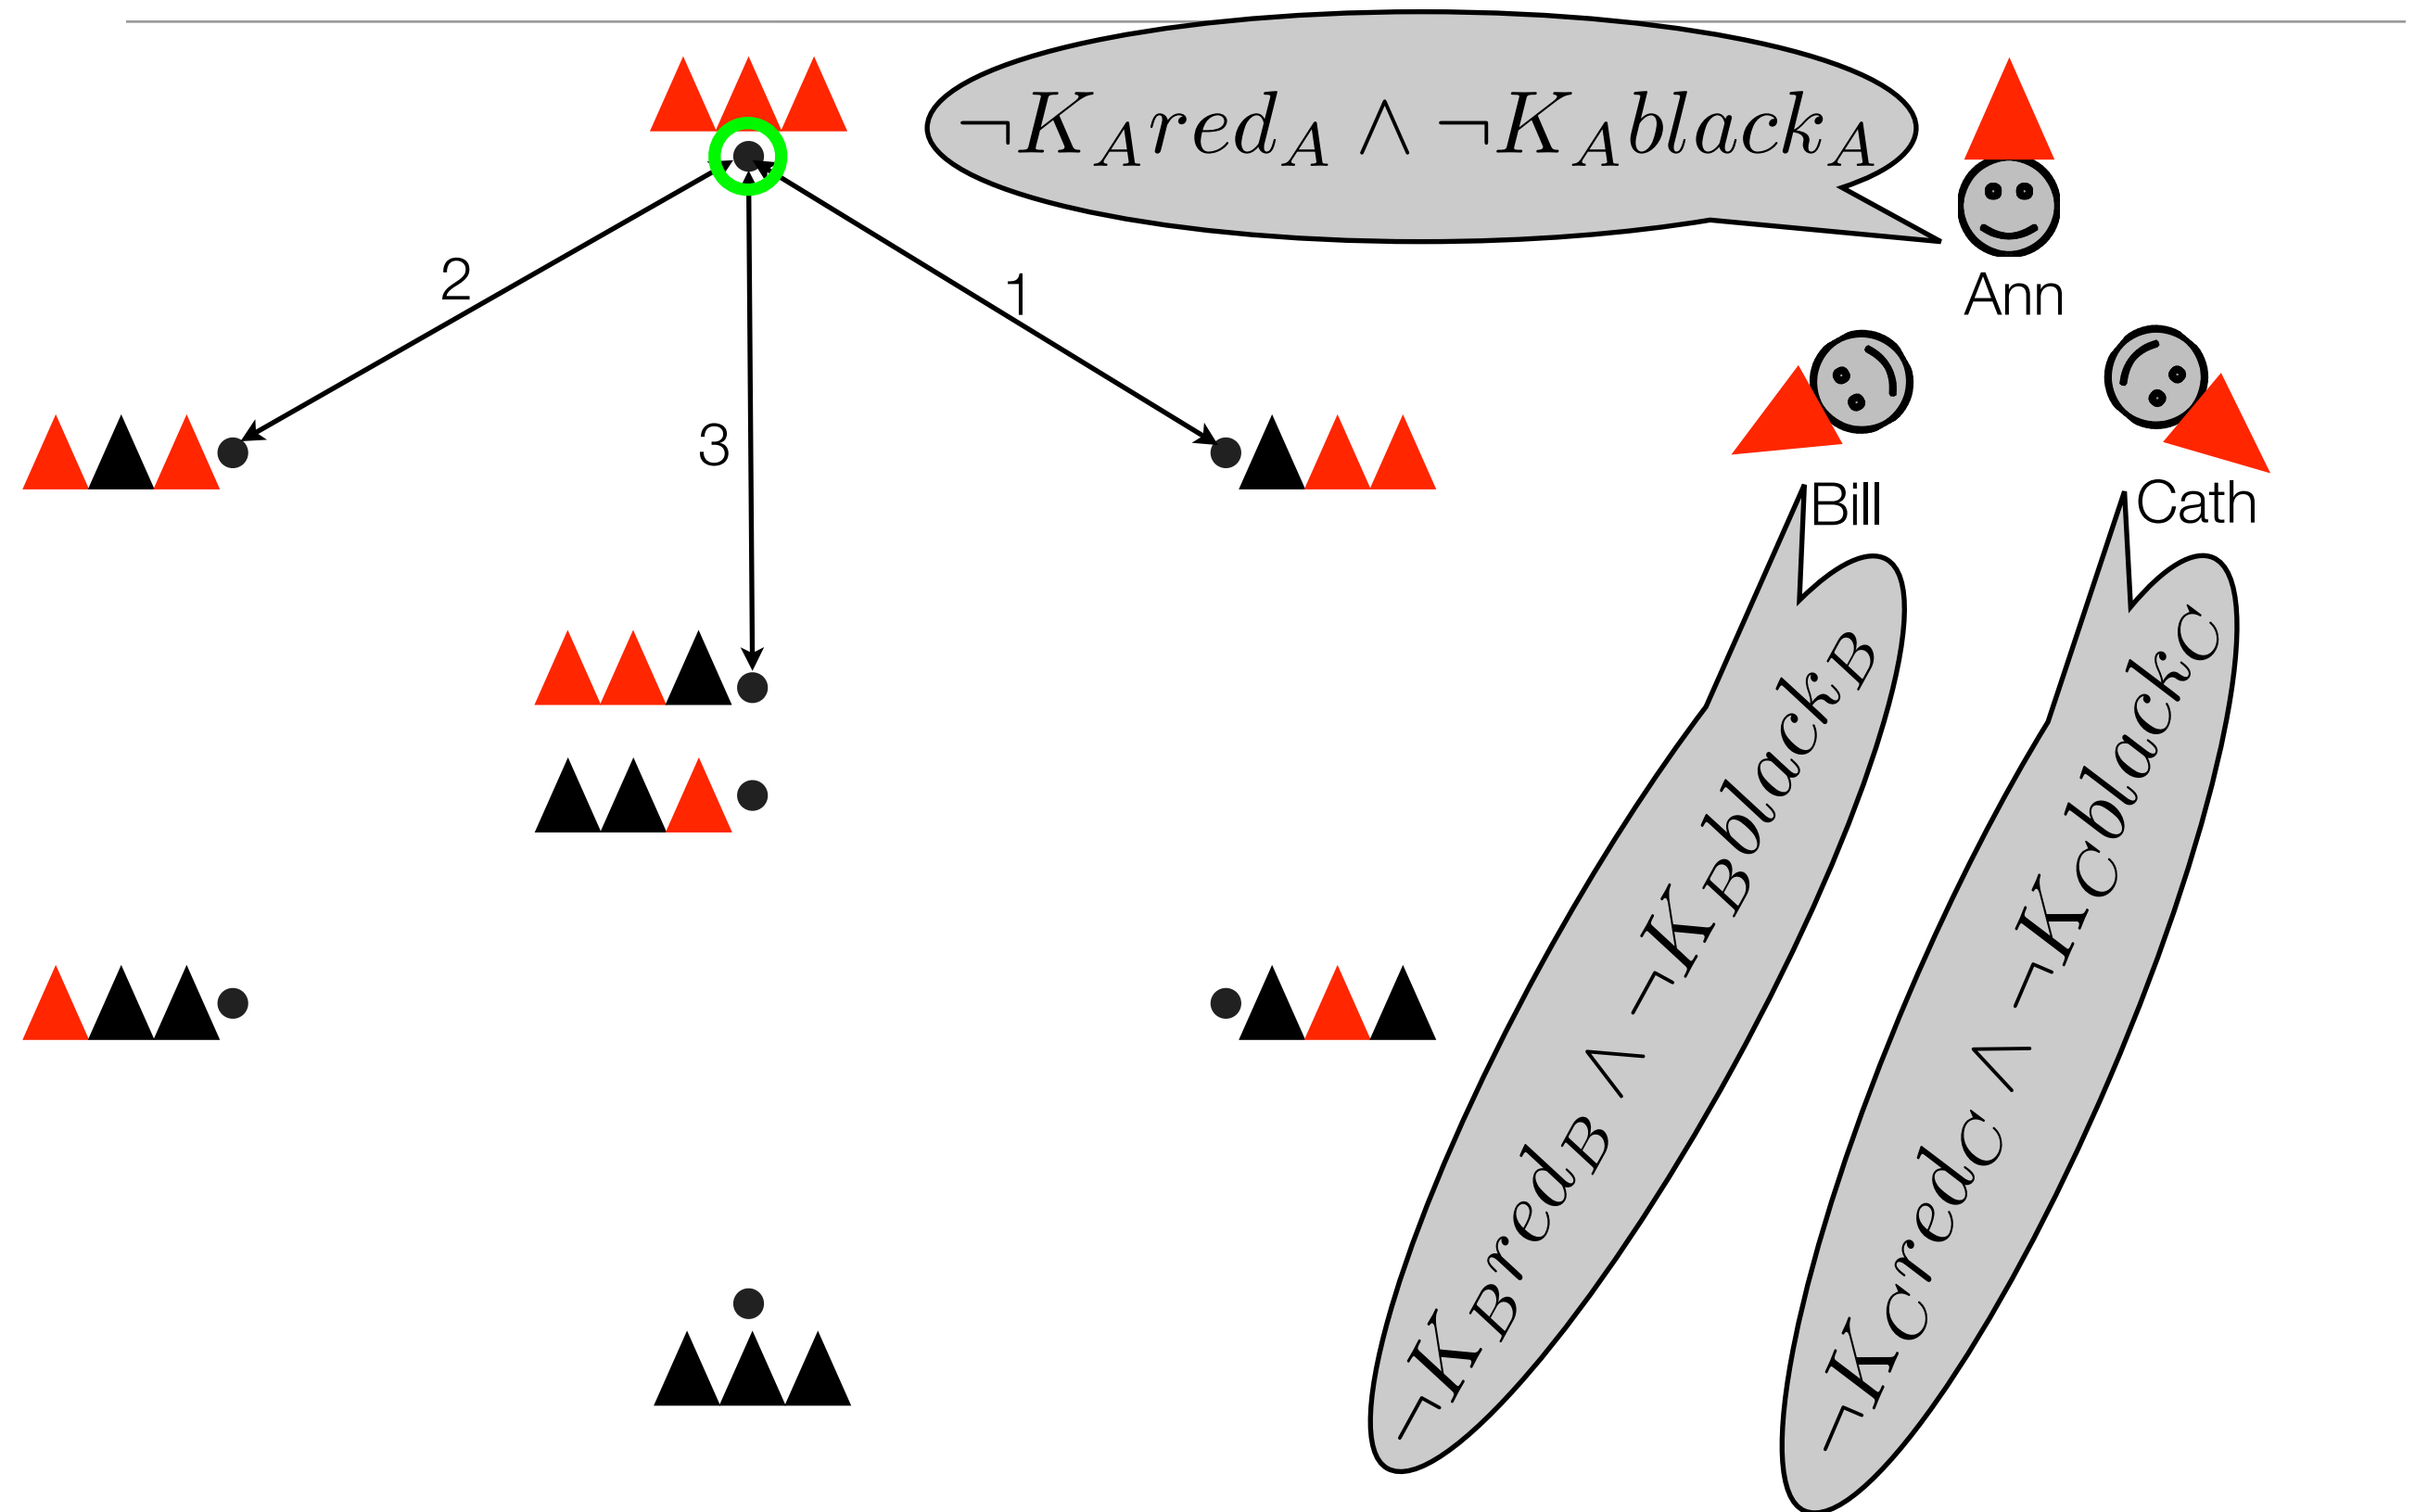 ¬K_A red_A ∧ ¬K_A black_A
2
1
Ann
3
Bill
Cath
¬K_B red_B ∧ ¬K_B black_B
¬K_C red_C ∧ ¬K_C black_C